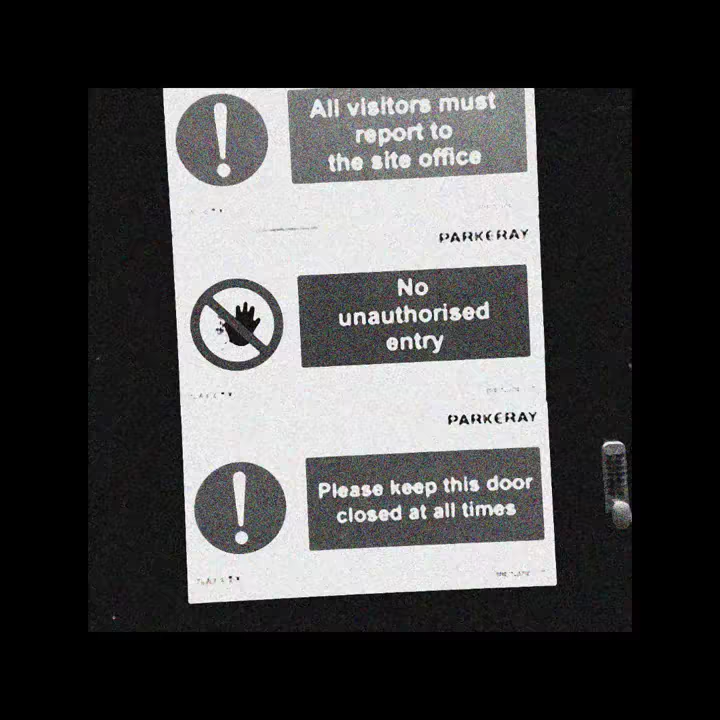 All visitors must
report to
the site office
PARKERAY
No
unauthorised
entry
PARKERAY
Please keep this door
closed at all times